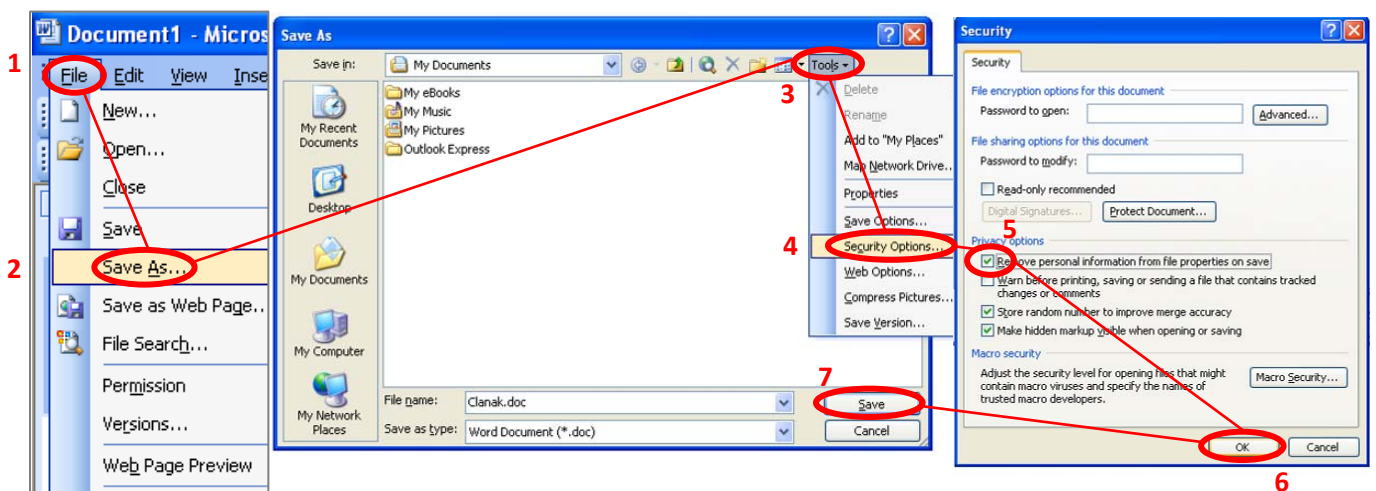 Document1 - Micros
1
File Edit View Inse
New...
Open...
Close
Save
2
Save As...
Save as Web Page..
File Search...
Permission
Versions...
Web Page Preview
Save As
Save in:
My Documents
Tools
3
My Recent Documents
Desktop
My Documents
My Computer
My Network Places
My eBooks
My Music
My Pictures
Outlook Express
Delete
Rename
Add to "My Places"
Map Network Drive..
Properties
Save Options...
4
Security Options...
Web Options...
Compress Pictures...
Save Version...
7
File name:
Clanak.doc
Save
Save as type:
Word Document (*.doc)
Cancel
Security
Security
File encryption options for this document
Password to open:
Advanced...
File sharing options for this document
Password to modify:
Read-only recommended
Digital Signatures...
Protect Document...
5
Privacy options
Remove personal information from file properties on save
Warn before printing, saving or sending a file that contains tracked
changes or comments
Store random number to improve merge accuracy
Make hidden markup visible when opening or saving
Macro security
Adjust the security level for opening files that might
contain macro viruses and specify the names of
trusted macro developers.
Macro Security...
OK
Cancel
6